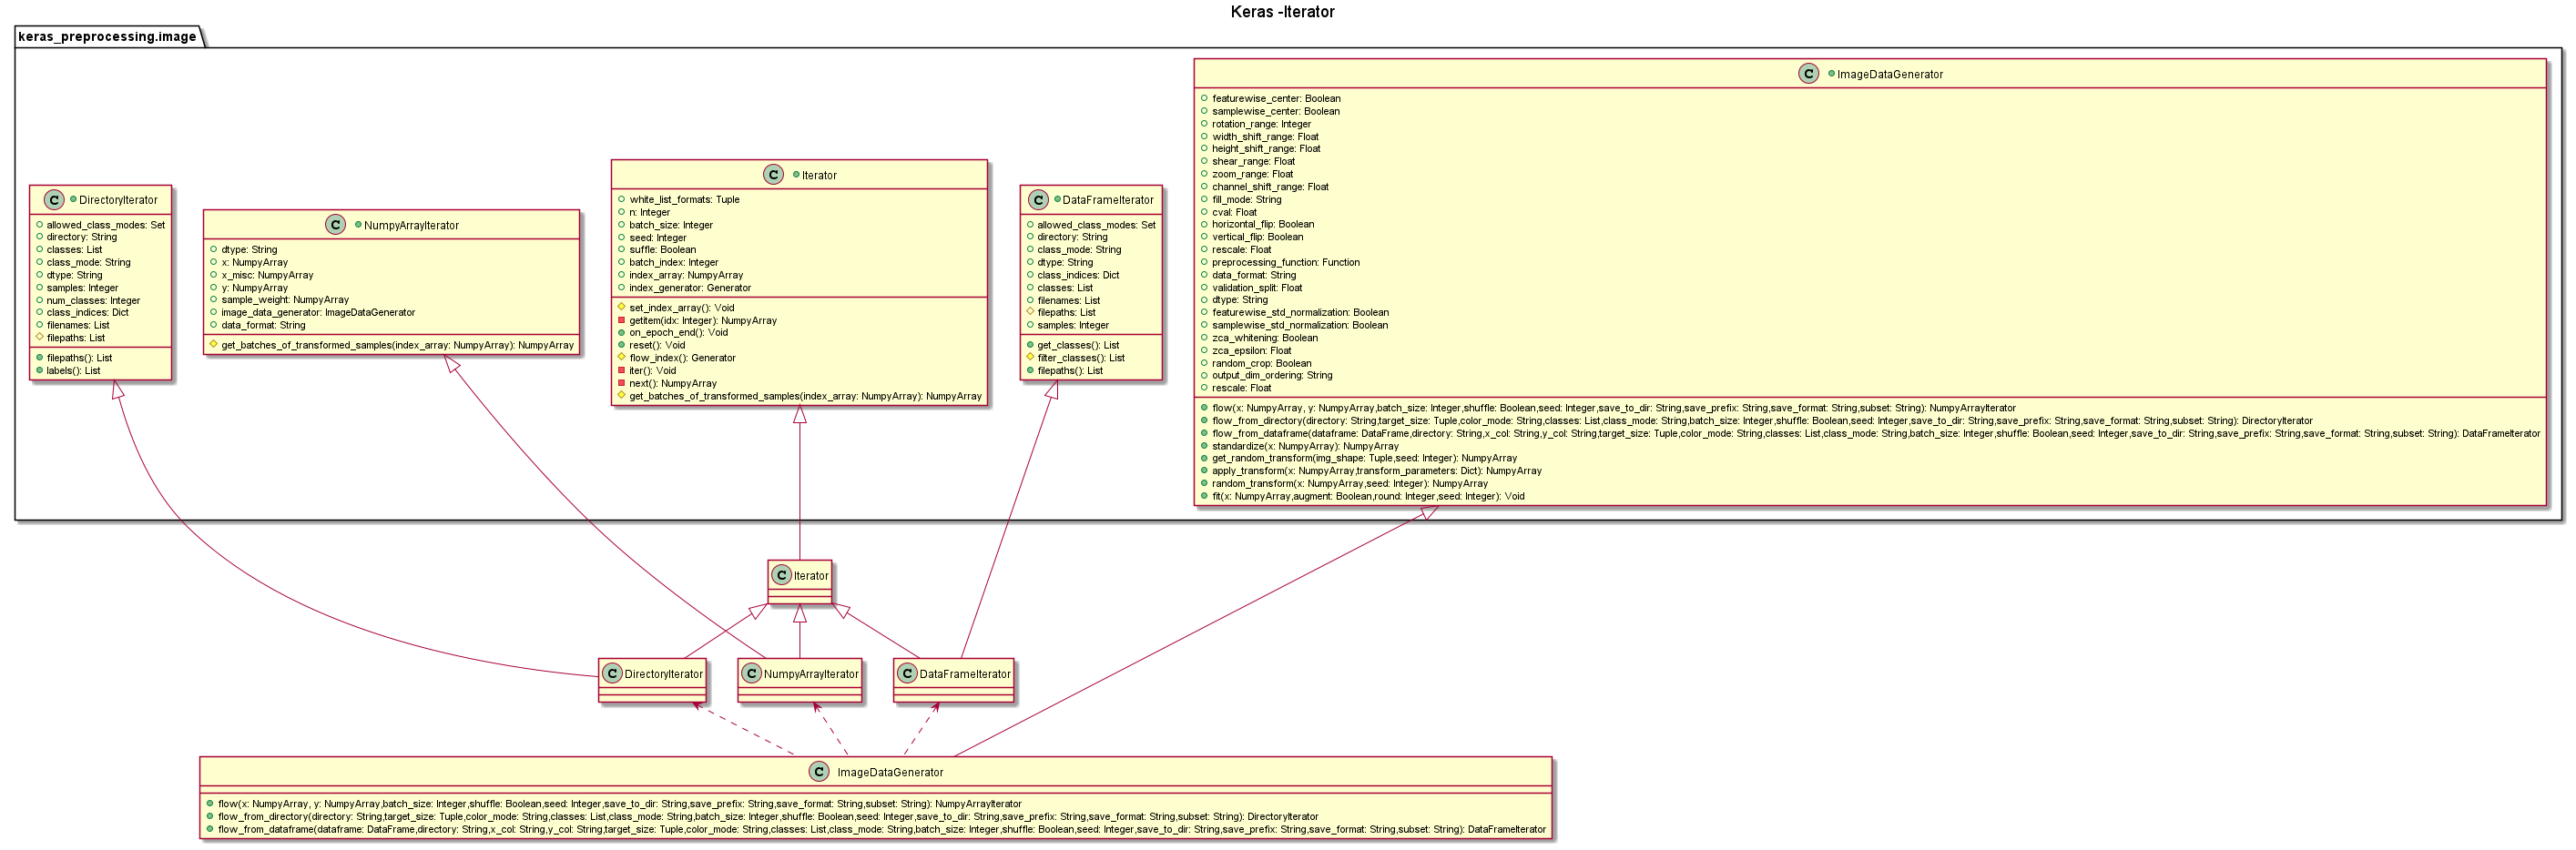 Keras -Iterator
keras_preprocessing.image
C DirectoryIterator
allowed_class_modes: Set
directory: String
classes: List
class_mode: String
dtype: String
samples: Integer
num_classes: Integer
class_indices: Dict
filenames: List
filepaths: List
filepaths(): List
labels(): List
C NumpyArrayIterator
dtype: String
x: NumpyArray
x_misc: NumpyArray
y: NumpyArray
sample_weight: NumpyArray
image_data_generator: ImageDataGenerator
data_format: String
get_batches_of_transformed_samples(index_array: NumpyArray): NumpyArray
C Iterator
white_list_formats: Tuple
n: Integer
batch_size: Integer
seed: Integer
suffle: Boolean
batch_index: Integer
index_array: NumpyArray
index_generator: Generator
set_index_array(): Void
getitem(idx: Integer): NumpyArray
on_epoch_end(): Void
reset(): Void
flow_index(): Generator
iter(): Void
next(): NumpyArray
get_batches_of_transformed_samples(index_array: NumpyArray): NumpyArray
C DataFrameIterator
allowed_class_modes: Set
directory: String
class_mode: String
dtype: String
class_indices: Dict
classes: List
filenames: List
filepaths: List
samples: Integer
get_classes(): List
filter_classes(): List
filepaths(): List
C ImageDataGenerator
featurewise_center: Boolean
samplewise_center: Boolean
rotation_range: Integer
width_shift_range: Float
height_shift_range: Float
shear_range: Float
zoom_range: Float
channel_shift_range: Float
fill_mode: String
cval: Float
horizontal_flip: Boolean
vertical_flip: Boolean
rescale: Float
preprocessing_function: Function
data_format: String
validation_split: Float
dtype: String
featurewise_std_normalization: Boolean
samplewise_std_normalization: Boolean
zca_whitening: Boolean
zca_epsilon: Float
random_crop: Boolean
output_dim_ordering: String
rescale: Float
flow(x: NumpyArray, y: NumpyArray,batch_size: Integer,shuffle: Boolean,seed: Integer,save_to_dir: String,save_prefix: String,save_format: String,subset: String): NumpyArrayIterator
flow_from_directory(directory: String,target_size: Tuple,color_mode: String,classes: List,class_mode: String,batch_size: Integer,shuffle: Boolean,seed: Integer,save_to_dir: String,save_prefix: String,save_format: String,subset: String): DirectoryIterator
flow_from_dataframe(dataframe: DataFrame,directory: String,x_col: String,y_col: String,target_size: Tuple,color_mode: String,classes: List,class_mode: String,batch_size: Integer,shuffle: Boolean,seed: Integer,save_to_dir: String,save_prefix: String,save_format: String,subset: String): DataFrameIterator
standardize(x: NumpyArray): NumpyArray
get_random_transform(img_shape: Tuple,seed: Integer): NumpyArray
apply_transform(x: NumpyArray,transform_parameters: Dict): NumpyArray
random_transform(x: NumpyArray,seed: Integer): NumpyArray
fit(x: NumpyArray,augment: Boolean,round: Integer,seed: Integer): Void
C Iterator
C DirectoryIterator
C NumpyArrayIterator
C DataFrameIterator
C ImageDataGenerator
flow(x: NumpyArray, y: NumpyArray,batch_size: Integer,shuffle: Boolean,seed: Integer,save_to_dir: String,save_prefix: String,save_format: String,subset: String): NumpyArrayIterator
flow_from_directory(directory: String,target_size: Tuple,color_mode: String,classes: List,class_mode: String,batch_size: Integer,shuffle: Boolean,seed: Integer,save_to_dir: String,save_prefix: String,save_format: String,subset: String): DirectoryIterator
flow_from_dataframe(dataframe: DataFrame,directory: String,x_col: String,y_col: String,target_size: Tuple,color_mode: String,classes: List,class_mode: String,batch_size: Integer,shuffle: Boolean,seed: Integer,save_to_dir: String,save_prefix: String,save_format: String,subset: String): DataFrameIterator